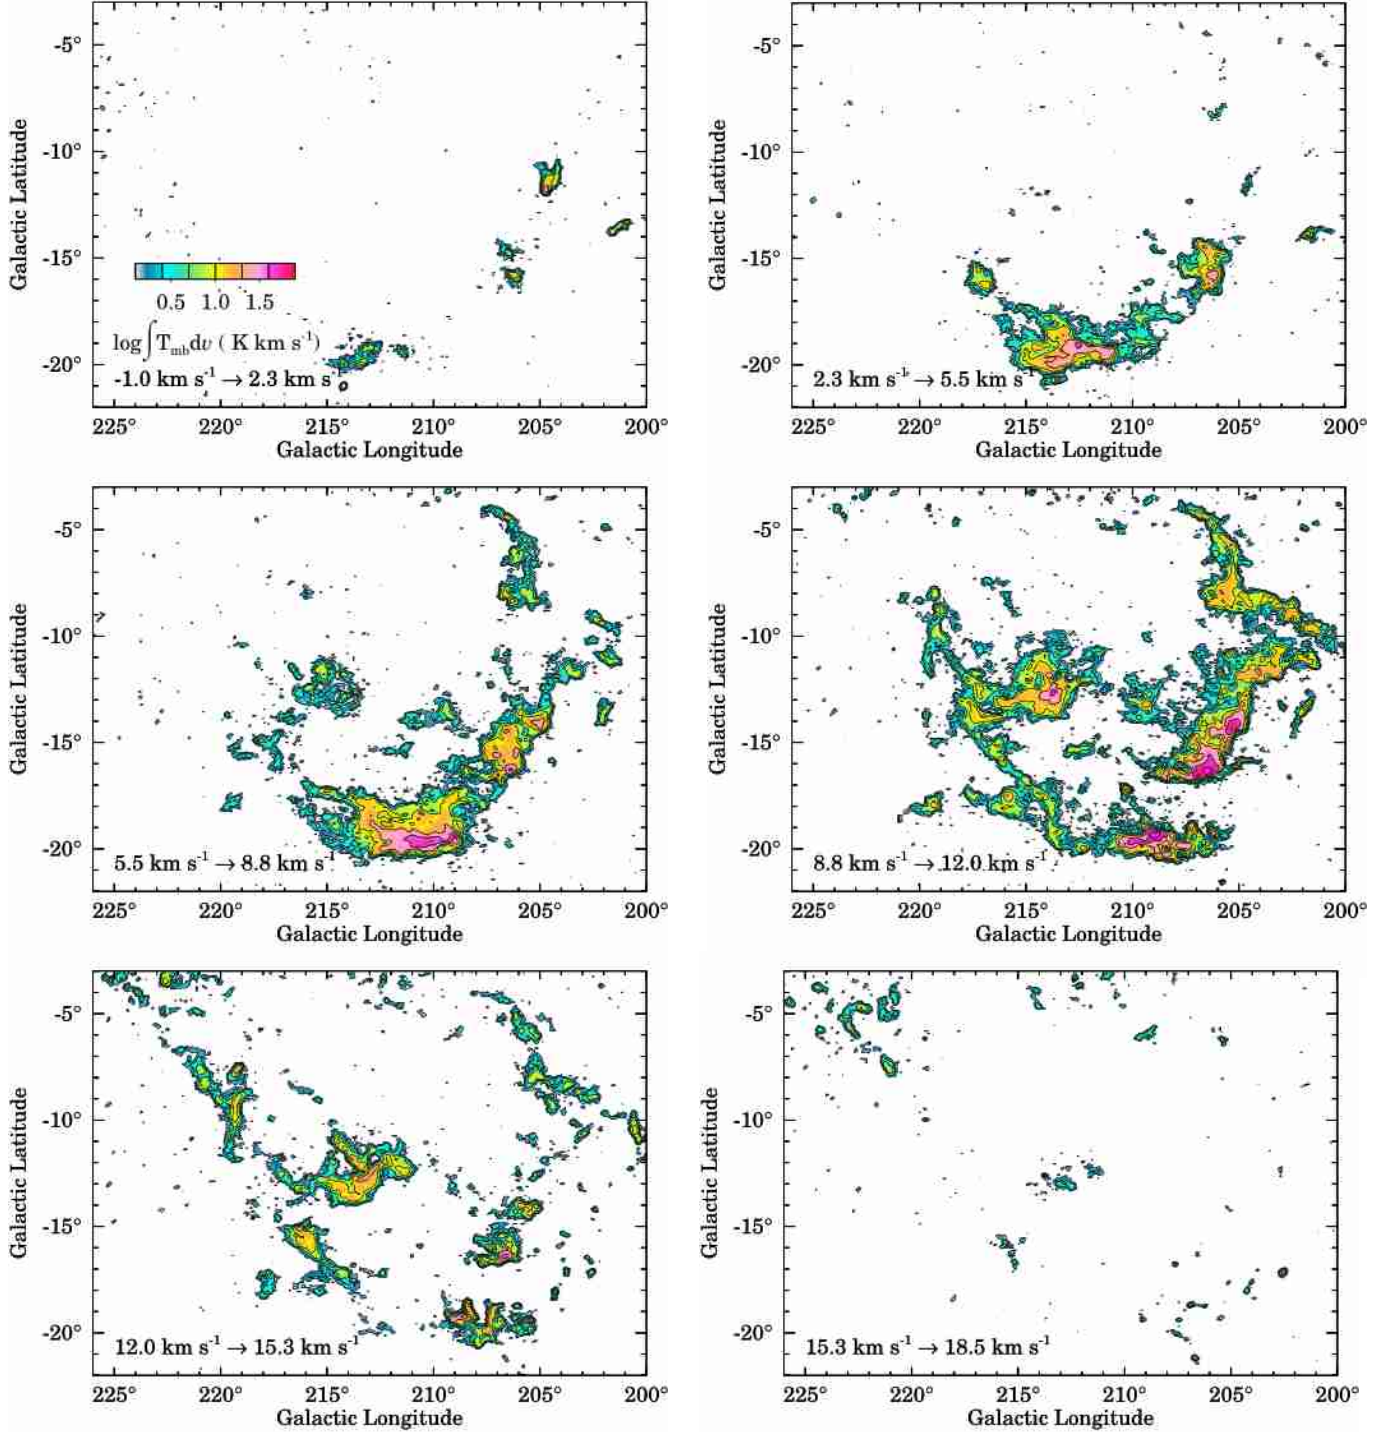 -5°
-10°
-15°
-20°
Galactic Latitude
0.5 1.0 1.5
log∫T_mb dv ( K km s⁻¹)
-1.0 km s⁻¹ → 2.3 km s⁻¹
225° 220° 215° 210° 205° 200°
Galactic Longitude
-5°
-10°
-15°
-20°
Galactic Latitude
2.3 km s⁻¹ → 5.5 km s⁻¹
225° 220° 215° 210° 205° 200°
Galactic Longitude
-5°
-10°
-15°
-20°
Galactic Latitude
5.5 km s⁻¹ → 8.8 km s⁻¹
225° 220° 215° 210° 205° 200°
Galactic Longitude
-5°
-10°
-15°
-20°
Galactic Latitude
8.8 km s⁻¹ → 12.0 km s⁻¹
225° 220° 215° 210° 205° 200°
Galactic Longitude
-5°
-10°
-15°
-20°
Galactic Latitude
12.0 km s⁻¹ → 15.3 km s⁻¹
225° 220° 215° 210° 205° 200°
Galactic Longitude
-5°
-10°
-15°
-20°
Galactic Latitude
15.3 km s⁻¹ → 18.5 km s⁻¹
225° 220° 215° 210° 205° 200°
Galactic Longitude